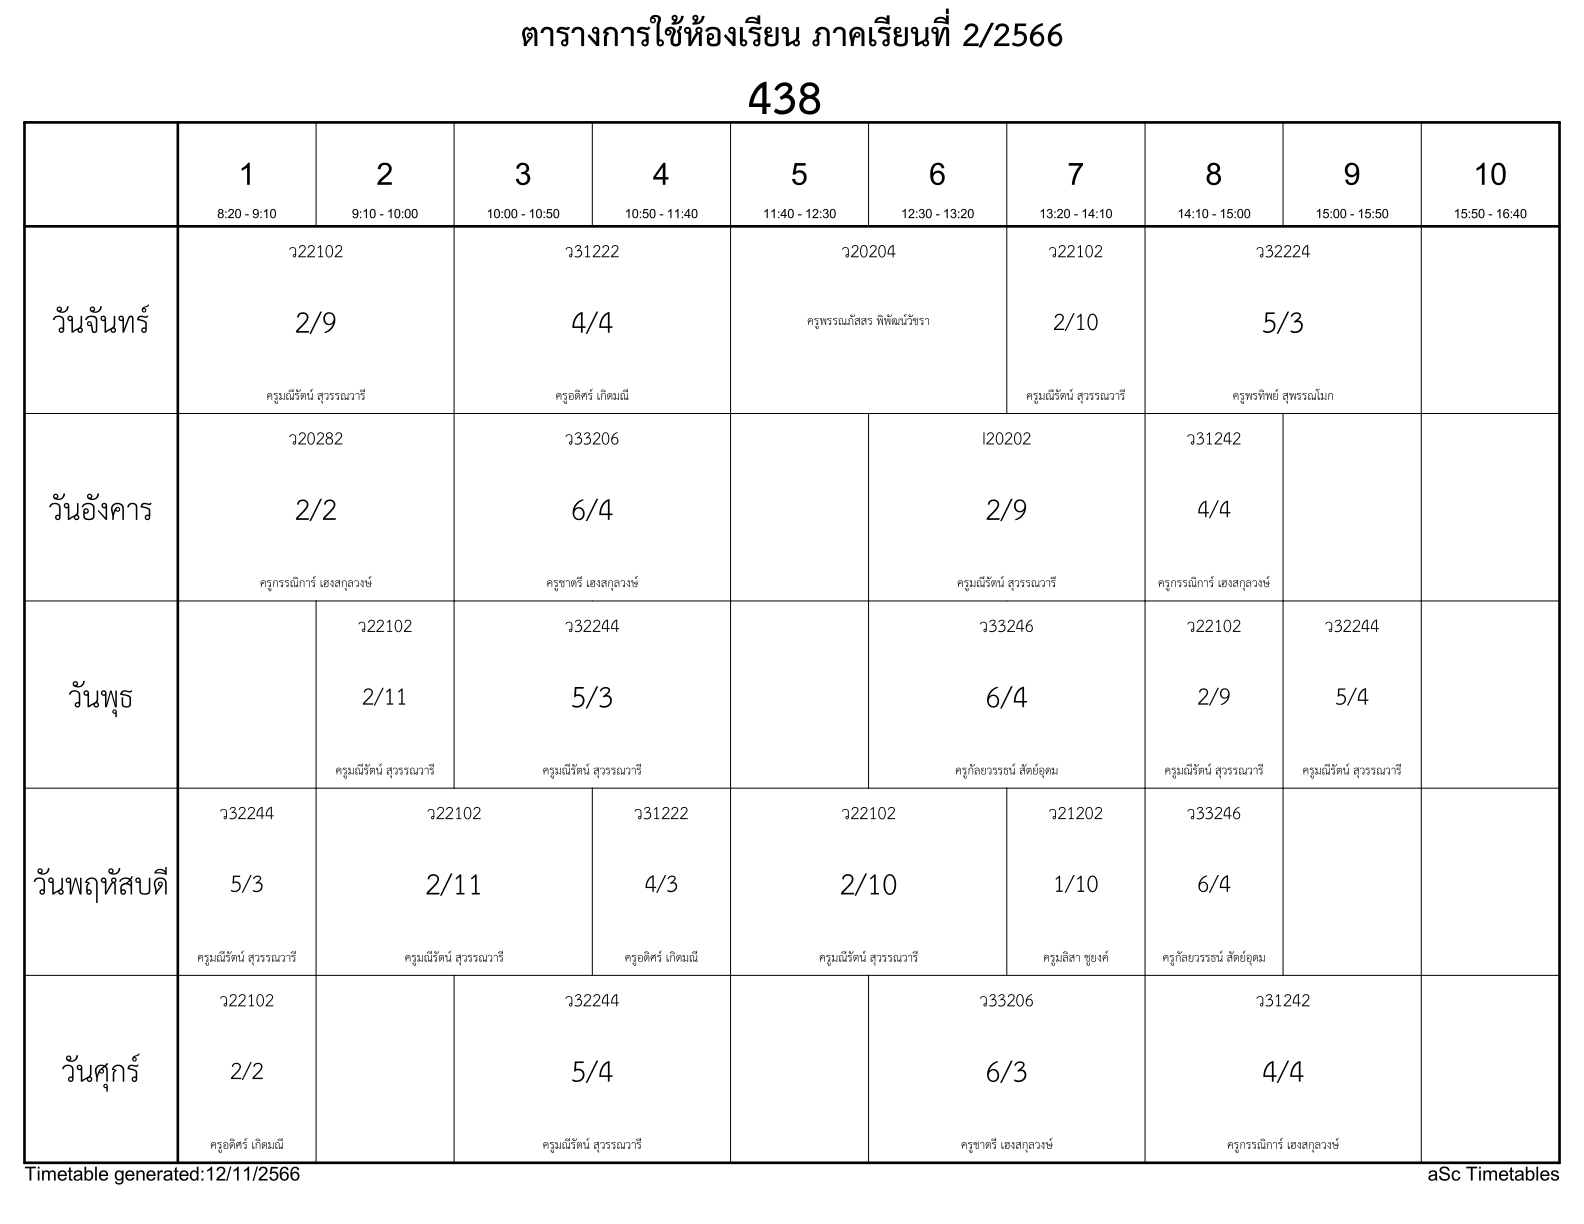 ตารางการใช้ห้องเรียน ภาคเรียนที่ 2/2566
438
1 2 3 4 5 6 7 8 9 10
8:20 - 9:10 9:10 - 10:00 10:00 - 10:50 10:50 - 11:40 11:40 - 12:30 12:30 - 13:20 13:20 - 14:10 14:10 - 15:00 15:00 - 15:50 15:50 - 16:40
ว22102 ว31222 ว20204 ว22102 ว32224
วันจันทร์ 2/9 4/4 ครูพรรณภัสสร พิพัฒน์วัชรา 2/10 5/3
ครูมณีรัตน์ สุวรรณวารี ครูอดิศร์ เกิดมณี ครูมณีรัตน์ สุวรรณวารี ครูพรทิพย์ สุพรรณโมก
ว20282 ว33206 I20202 ว31242
วันอังคาร 2/2 6/4 2/9 4/4
ครูกรรณิการ์ เฮงสกุลวงษ์ ครูชาตรี เฮงสกุลวงษ์ ครูมณีรัตน์ สุวรรณวารี ครูกรรณิการ์ เฮงสกุลวงษ์
ว22102 ว32244 ว33246 ว22102 ว32244
วันพุธ 2/11 5/3 6/4 2/9 5/4
ครูมณีรัตน์ สุวรรณวารี ครูมณีรัตน์ สุวรรณวารี ครูกัลยวรรธน์ สัตย์อุดม ครูมณีรัตน์ สุวรรณวารี ครูมณีรัตน์ สุวรรณวารี
ว32244 ว22102 ว31222 ว22102 ว21202 ว33246
วันพฤหัสบดี 5/3 2/11 4/3 2/10 1/10 6/4
ครูมณีรัตน์ สุวรรณวารี ครูมณีรัตน์ สุวรรณวารี ครูอดิศร์ เกิดมณี ครูมณีรัตน์ สุวรรณวารี ครูมลิสา ชูยงค์ ครูกัลยวรรธน์ สัตย์อุดม
ว22102 ว32244 ว33206 ว31242
วันศุกร์ 2/2 5/4 6/3 4/4
ครูอดิศร์ เกิดมณี ครูมณีรัตน์ สุวรรณวารี ครูชาตรี เฮงสกุลวงษ์ ครูกรรณิการ์ เฮงสกุลวงษ์
Timetable generated:12/11/2566 aSc Timetables